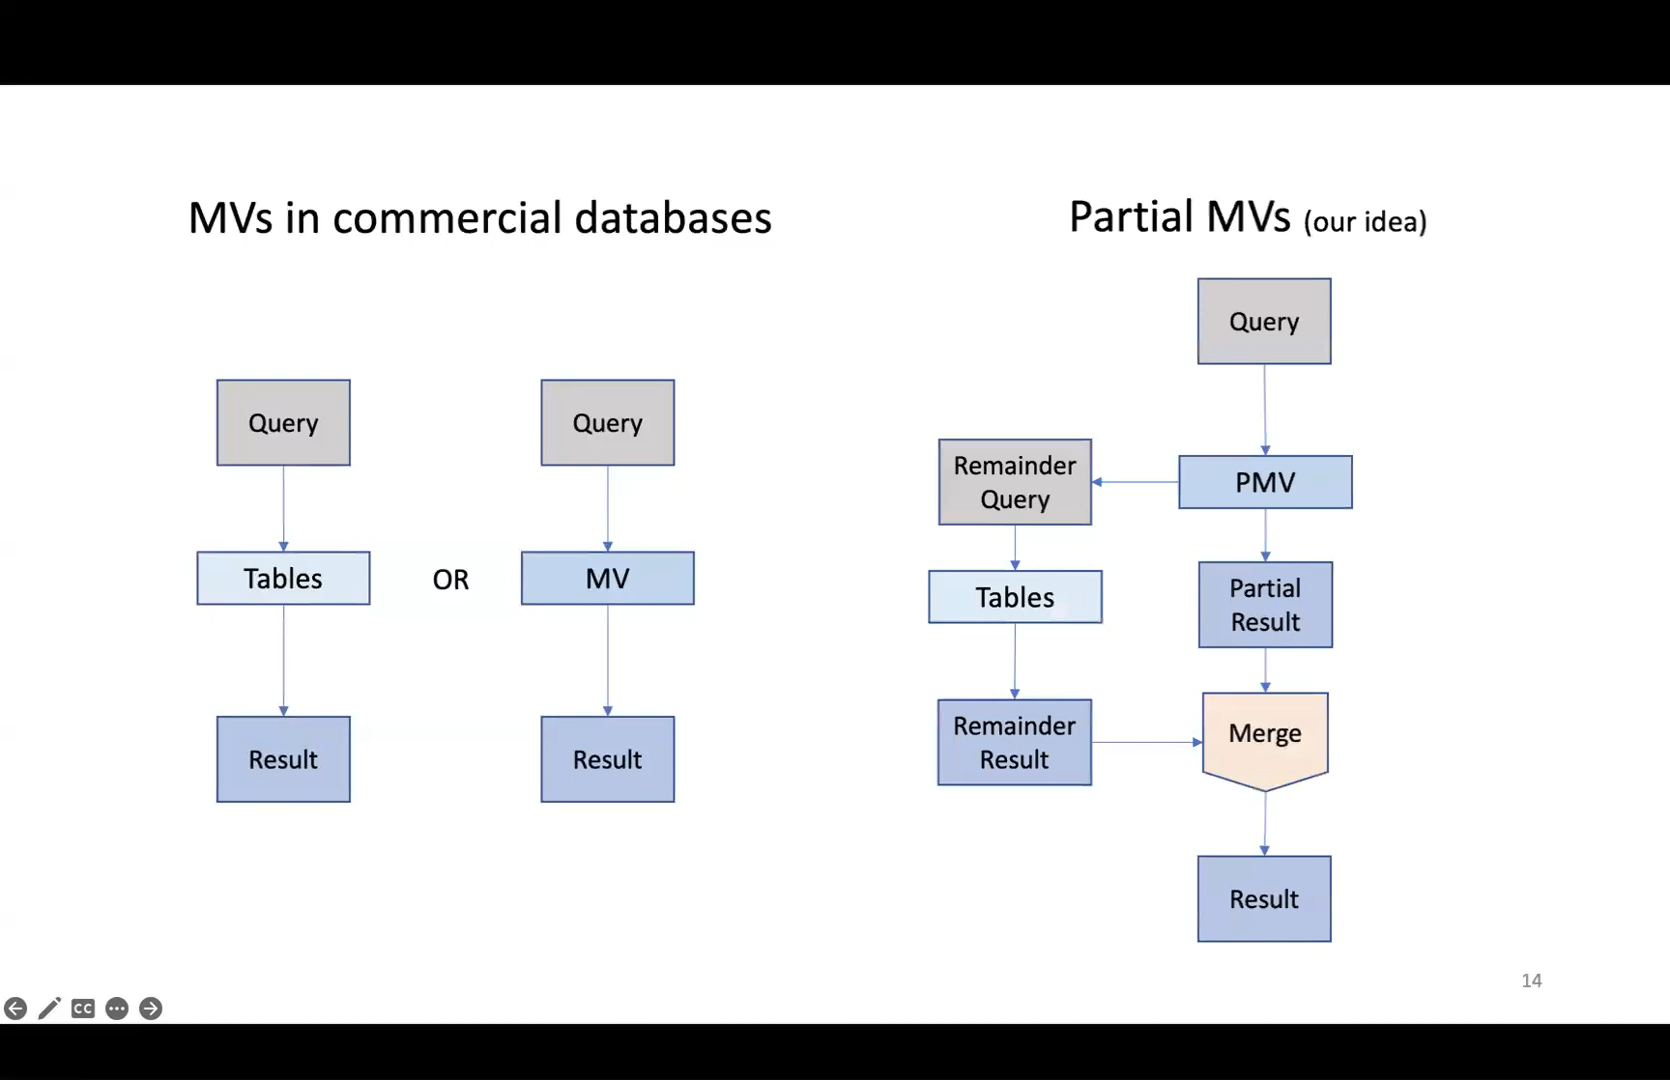 MVs in commercial databases
Query
Query
Tables
OR
MV
Result
Result
Partial MVs (our idea)
Query
Remainder
Query
PMV
Tables
Partial
Result
Remainder
Result
Merge
Result
14
CC